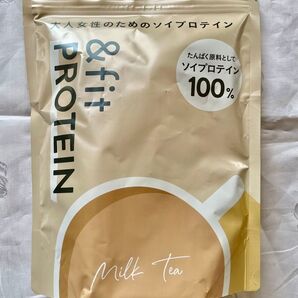 大人女性のためのソイプロテイン
&fit
PROTEIN
たんぱく原料として
ソイプロテイン
100%
Milk Tea